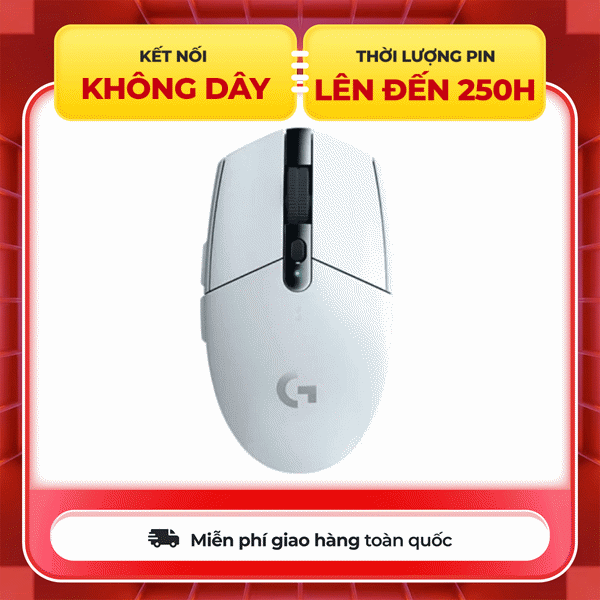 KẾT NỐI
KHÔNG DÂY
THỜI LƯỢNG PIN
LÊN ĐẾN 250H
G
Miễn phí giao hàng toàn quốc